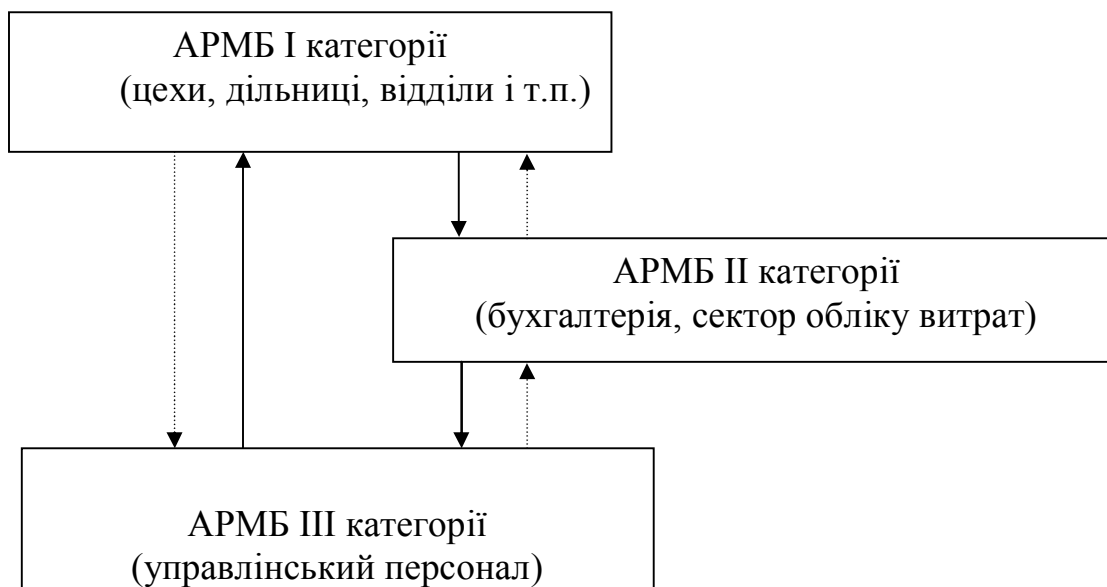 АРМБ І категорії
(цехи, дільниці, відділи і т.п.)
АРМБ ІІ категорії
(бухгалтерія, сектор обліку витрат)
АРМБ ІІІ категорії
(управлінський персонал)